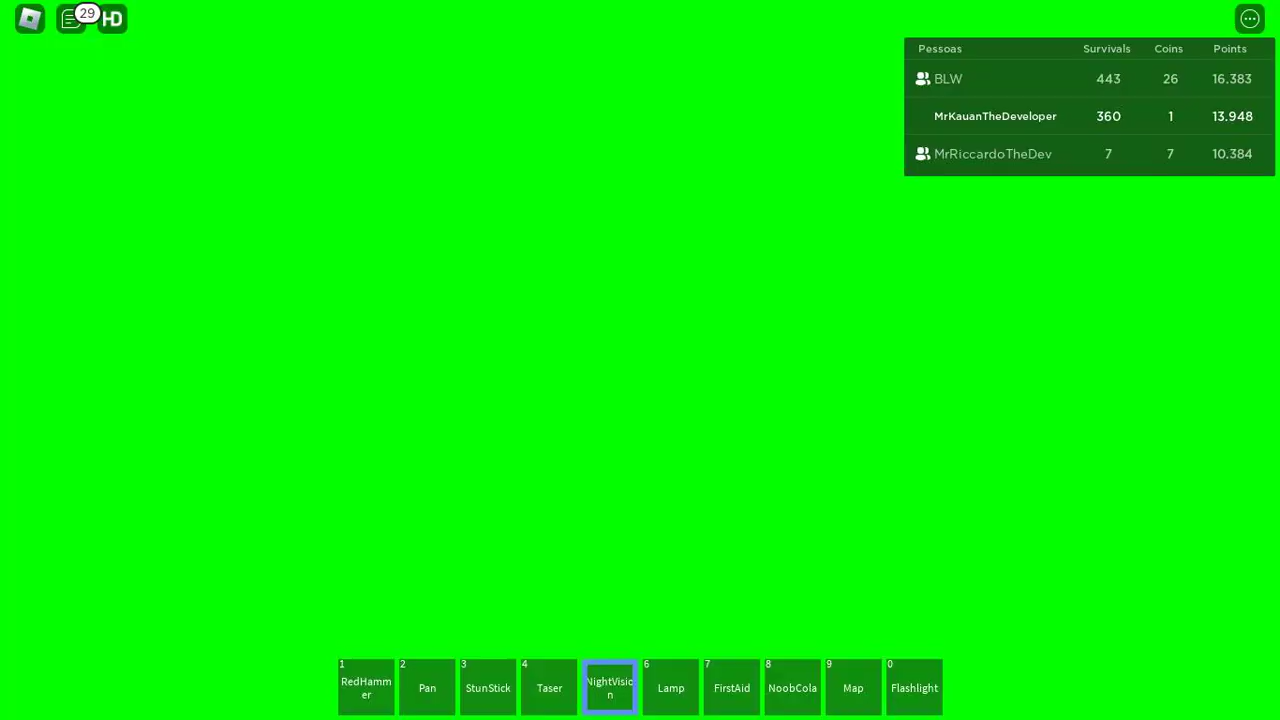 29
HD
Pessoas Survivals Coins Points
BLW 443 26 16.383
MrKauanTheDeveloper 360 1 13.948
MrRiccardoTheDev 7 7 10.384
1 2 3 4 6 7 8 9 0
RedHamm
er
Pan
StunStick
Taser
NightVisio
n
Lamp
FirstAid
NoobCola
Map
Flashlight